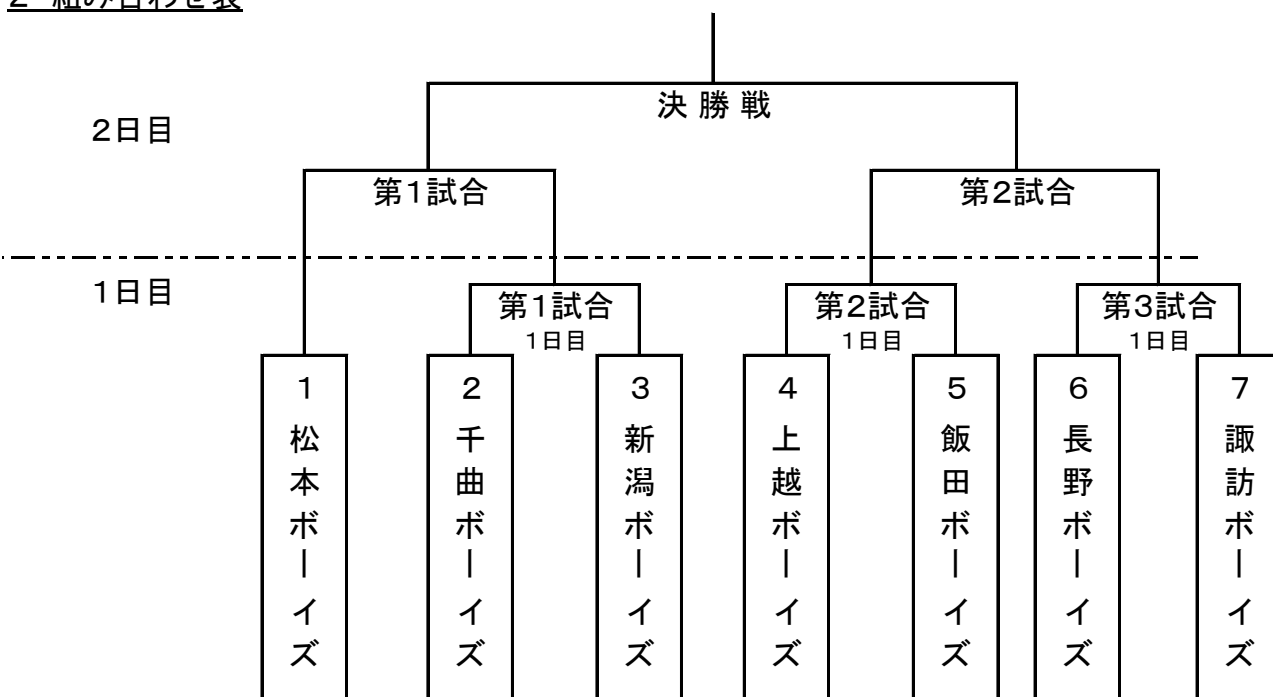 2 組み合わせ表
決勝戦
2日目
第1試合
第2試合
1日目
第1試合
1日目
第2試合
1日目
第3試合
1日目
1
松本ボーイズ
2
千曲ボーイズ
3
新潟ボーイズ
4
上越ボーイズ
5
飯田ボーイズ
6
長野ボーイズ
7
諏訪ボーイズ